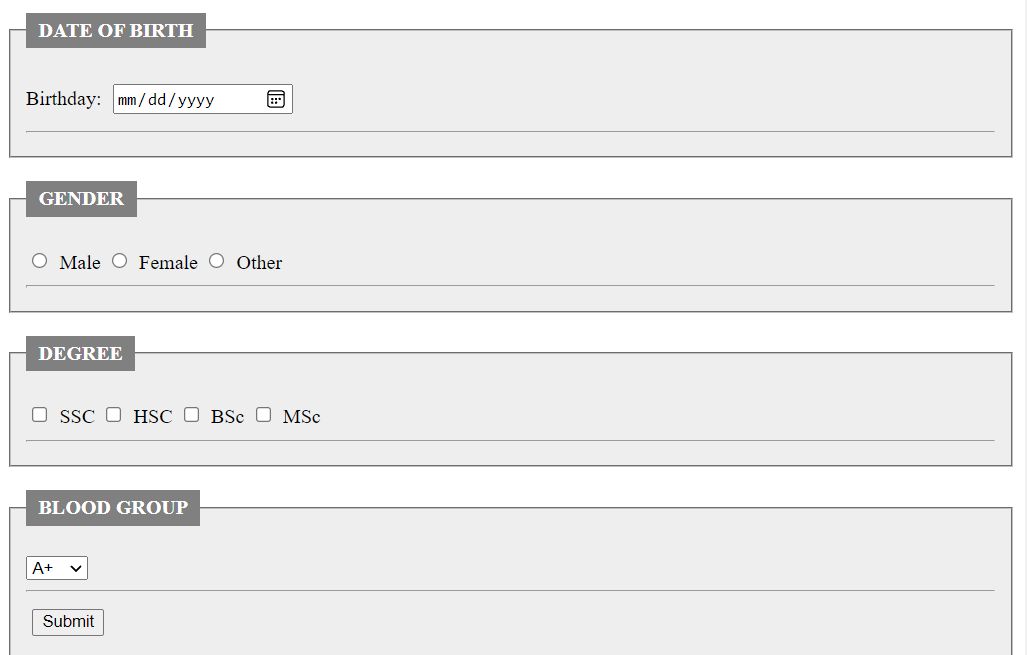 DATE OF BIRTH
Birthday: mm/dd/yyyy
GENDER
Male Female Other
DEGREE
SSC HSC BSc MSc
BLOOD GROUP
A+
Submit